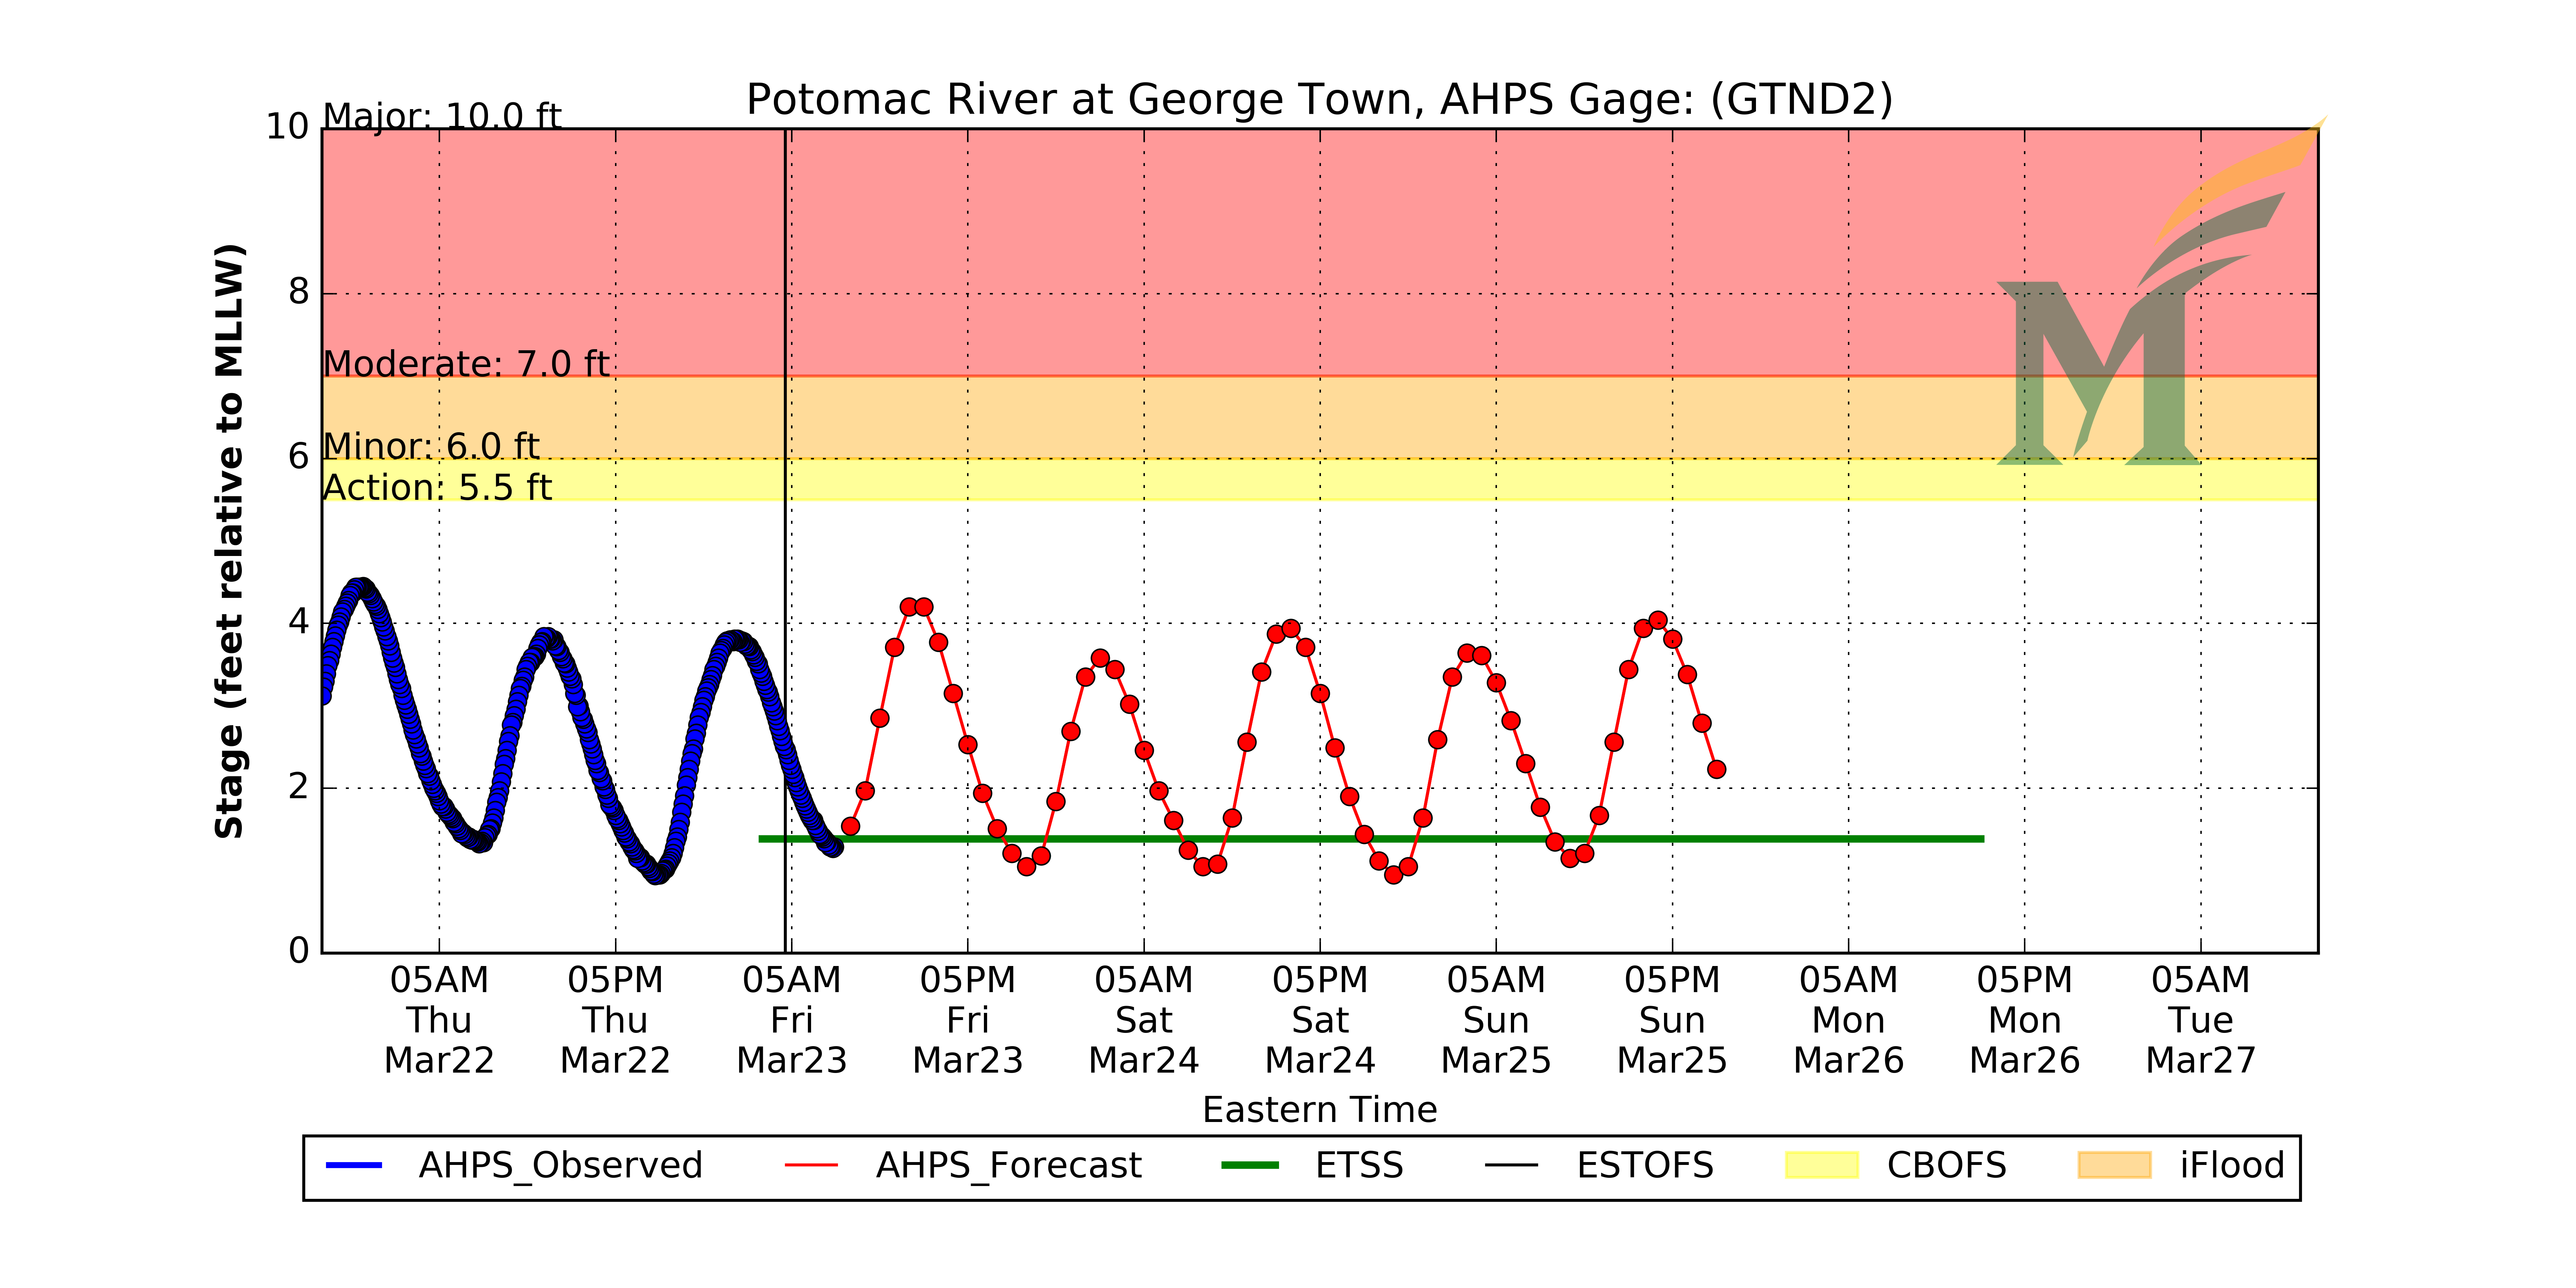 Potomac River at George Town, AHPS Gage: (GTND2)
Major: 10.0 ft
Moderate: 7.0 ft
Minor: 6.0 ft
Action: 5.5 ft
Stage (feet relative to MLLW)
10
8
6
4
2
0
05AM 05PM 05AM 05PM 05AM 05PM 05AM 05PM 05AM 05PM 05AM
Thu Thu Fri Fri Sat Sat Sun Sun Mon Mon Tue
Mar22 Mar22 Mar23 Mar23 Mar24 Mar24 Mar25 Mar25 Mar26 Mar26 Mar27
Eastern Time
AHPS_Observed AHPS_Forecast ETSS ESTOFS CBOFS iFlood
M